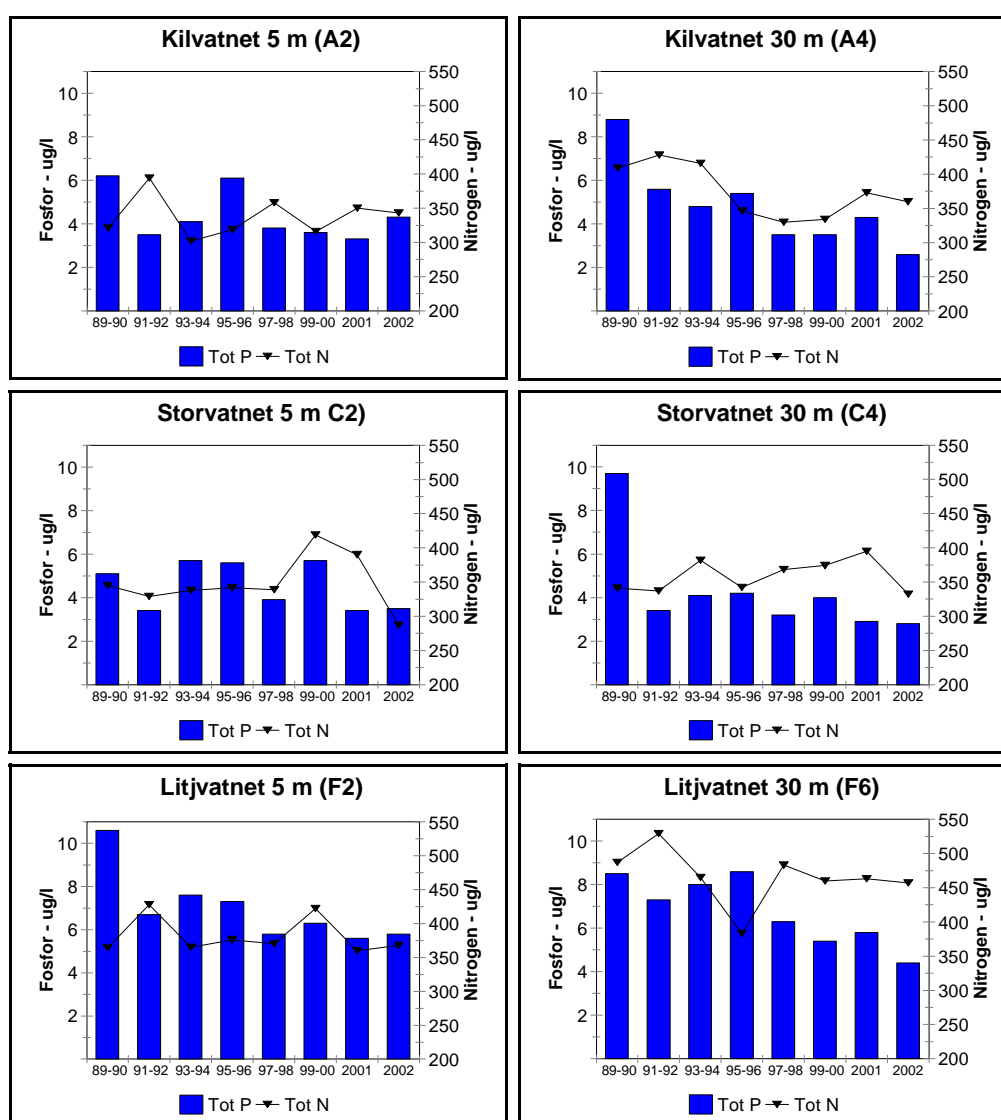 Kilvatnet 5 m (A2)
Fosfor - ug/l
10
8
6
4
2
550
500
450
400
350
300
250
200
Nitrogen - ug/l
89-90 91-92 93-94 95-96 97-98 99-00 2001 2002
Tot P Tot N
Kilvatnet 30 m (A4)
Fosfor - ug/l
10
8
6
4
2
550
500
450
400
350
300
250
200
Nitrogen - ug/l
89-90 91-92 93-94 95-96 97-98 99-00 2001 2002
Tot P Tot N
Storvatnet 5 m C2)
Fosfor - ug/l
10
8
6
4
2
550
500
450
400
350
300
250
200
Nitrogen - ug/l
89-90 91-92 93-94 95-96 97-98 99-00 2001 2002
Tot P Tot N
Storvatnet 30 m (C4)
Fosfor - ug/l
10
8
6
4
2
550
500
450
400
350
300
250
200
Nitrogen - ug/l
89-90 91-92 93-94 95-96 97-98 99-00 2001 2002
Tot P Tot N
Litjvatnet 5 m (F2)
Fosfor - ug/l
10
8
6
4
2
550
500
450
400
350
300
250
200
Nitrogen - ug/l
89-90 91-92 93-94 95-96 97-98 99-00 2001 2002
Tot P Tot N
Litjvatnet 30 m (F6)
Fosfor - ug/l
10
8
6
4
2
550
500
450
400
350
300
250
200
Nitrogen - ug/l
89-90 91-92 93-94 95-96 97-98 99-00 2001 2002
Tot P Tot N